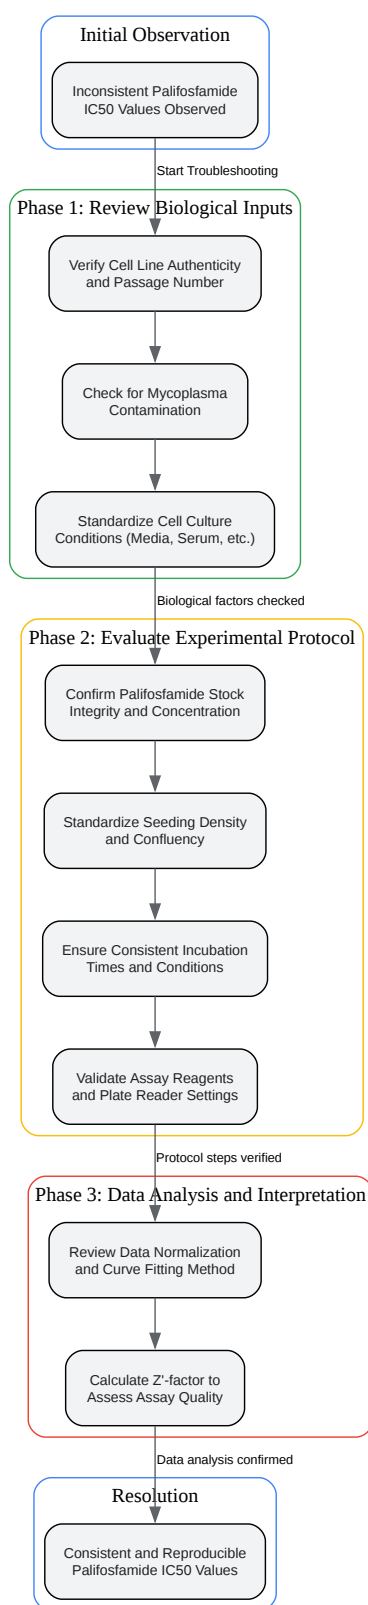 Initial Observation
Inconsistent Palifosfamide
IC50 Values Observed
Start Troubleshooting
Phase 1: Review Biological Inputs
Verify Cell Line Authenticity
and Passage Number
Check for Mycoplasma
Contamination
Standardize Cell Culture
Conditions (Media, Serum, etc.)
Biological factors checked
Phase 2: Evaluate Experimental Protocol
Confirm Palifosfamide Stock
Integrity and Concentration
Standardize Seeding Density
and Confluency
Ensure Consistent Incubation
Times and Conditions
Validate Assay Reagents
and Plate Reader Settings
Protocol steps verified
Phase 3: Data Analysis and Interpretation
Review Data Normalization
and Curve Fitting Method
Calculate Z'-factor to
Assess Assay Quality
Data analysis confirmed
Resolution
Consistent and Reproducible
Palifosfamide IC50 Values